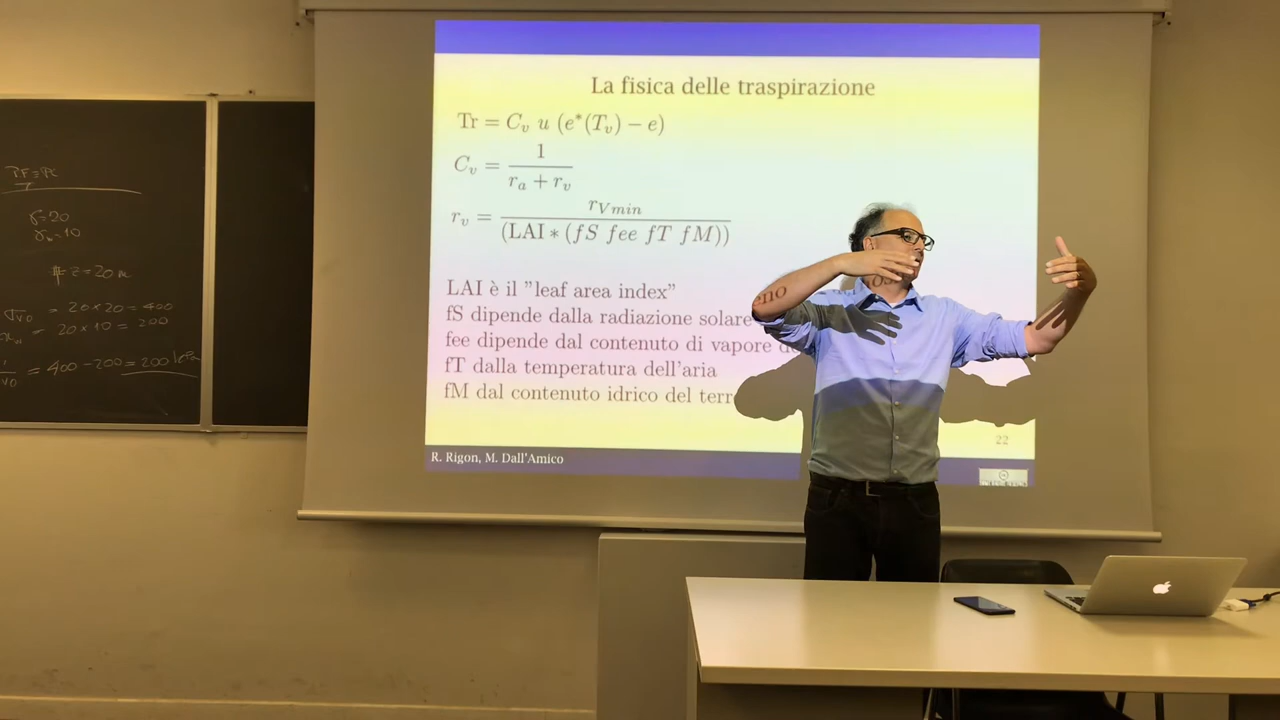 La fisica delle traspirazione
Tr = C_v u (e*(T_v) − e)
C_v = 1 / (r_a + r_v)
r_v = r_Vmin / (LAI ∗ (fS fee fT fM))
LAI è il "leaf area index"
fS dipende dalla radiazione solare
fee dipende dal contenuto di vapore
fT dalla temperatura dell'aria
fM dal contenuto idrico del terr
eno
22
R. Rigon, M. Dall'Amico
z = 20 m
= 20 x 20 = 400
= 20 x 10 = 200
= 400 - 200 = 200